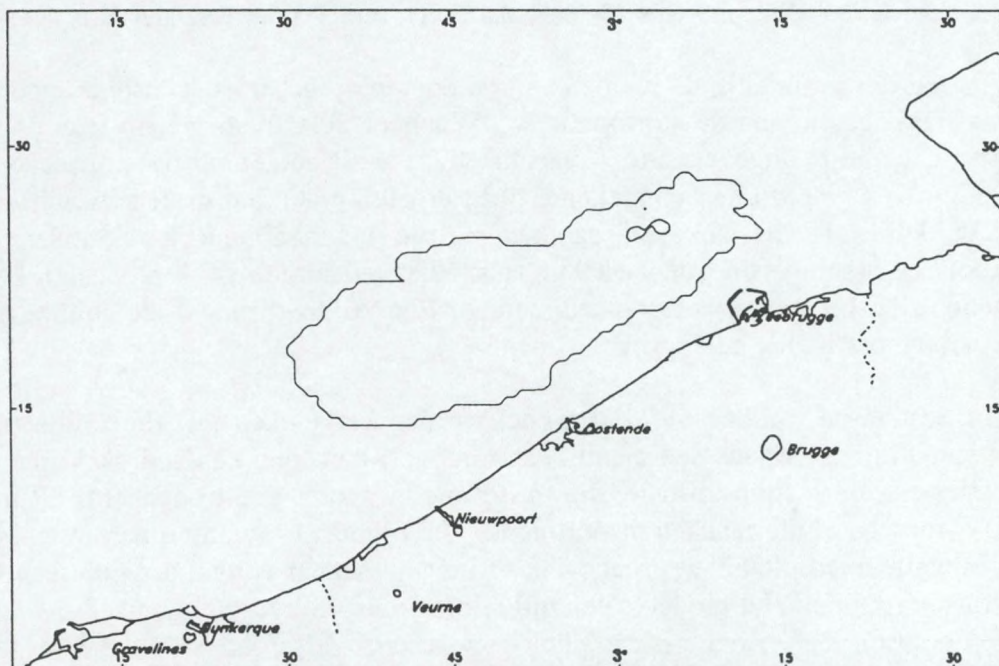 15 30 45 3° 15 30
30 30
Zeebrugge
15 15
Oostende
Brugge
Nieuwpoort
Veurne
Dunkerque
Gravelines
15 30 45 3° 15 30